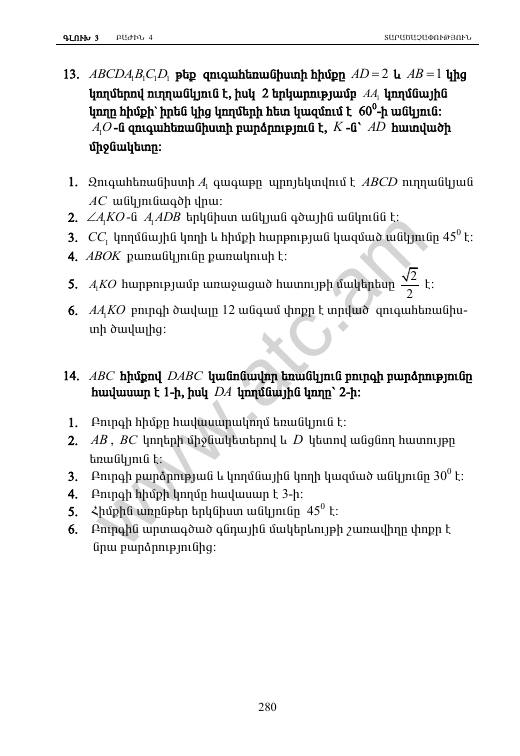 ԳԼՈՒԽ 3 ԲԱԺԻՆ 4 ՏԱՐԱԾԱՉԱՓՈՒԹՅՈՒՆ
13. ABCDA₁B₁C₁D₁ թեք զուգահեռանիստի հիմքը AD = 2 և AB = 1 կից
կողմերով ուղղանկյուն է, իսկ 2 երկարությամբ AA₁ կողմնային
կողը հիմքի՝ իրեն կից կողմերի հետ կազմում է 60⁰-ի անկյուն:
A₁O -ն զուգահեռանիստի բարձրություն է, K -ն՝ AD հատվածի
միջնակետը:
1. Զուգահեռանիստի A₁ գագաթը պրոյեկտվում է ABCD ուղղանկյան
AC անկյունագծի վրա:
2. ∠A₁KO -ն A₁ADB երկնիստ անկյան գծային անկունն է:
3. CC₁ կողմնային կողի և հիմքի հարթության կազմած անկյունը 45⁰ է:
4. ABOK քառանկյունը քառակուսի է:
5. A₁KO հարթությամբ առաջացած հատույթի մակերեսը √2/2 է:
6. AA₁KO բուրգի ծավալը 12 անգամ փոքր է տրված զուգահեռանիս-
տի ծավալից:
14. ABC հիմքով DABC կանոնավոր եռանկյուն բուրգի բարձրությունը
հավասար է 1-ի, իսկ DA կողմնային կողը՝ 2-ի:
1. Բուրգի հիմքը հավասարակողմ եռանկյուն է:
2. AB , BC կողերի միջնակետերով և D կետով անցնող հատույթը
եռանկյուն է:
3. Բուրգի բարձրության և կողմնային կողի կազմած անկյունը 30⁰ է:
4. Բուրգի հիմքի կողմը հավասար է 3-ի:
5. Հիմքին առընթեր երկնիստ անկյունը 45⁰ է:
6. Բուրգին արտագծած գնդային մակերևույթի շառավիղը փոքր է
նրա բարձրությունից:
www.atc.am
280